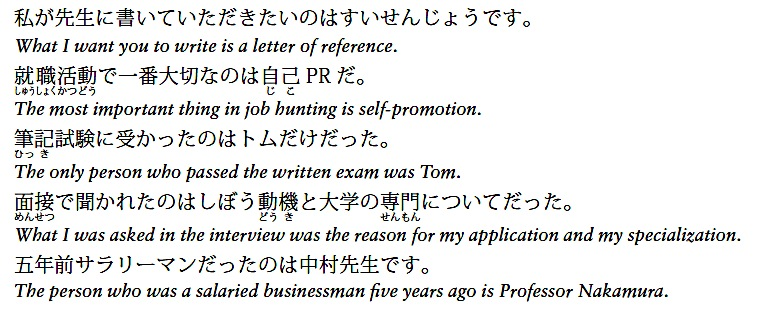 私が先生に書いていただきたいのはすいせんじょうです。
What I want you to write is a letter of reference.
就職活動で一番大切なのは自己 PR だ。
しゅうしょくかつどう じこ
The most important thing in job hunting is self-promotion.
筆記試験に受かったのはトムだけだった。
ひっき
The only person who passed the written exam was Tom.
面接で聞かれたのはしぼう動機と大学の専門についてだった。
めんせつ どうき せんもん
What I was asked in the interview was the reason for my application and my specialization.
五年前サラリーマンだったのは中村先生です。
The person who was a salaried businessman five years ago is Professor Nakamura.